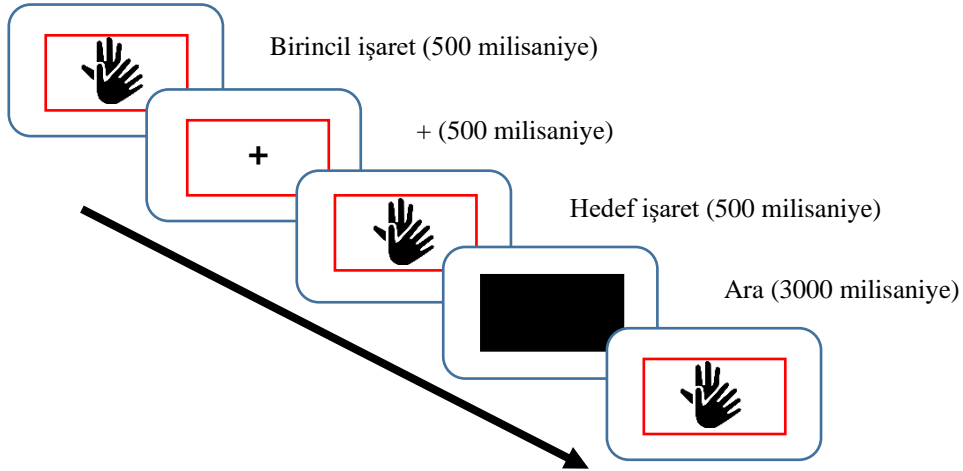 Birincil işaret (500 milisaniye)
+
+ (500 milisaniye)
Hedef işaret (500 milisaniye)
Ara (3000 milisaniye)